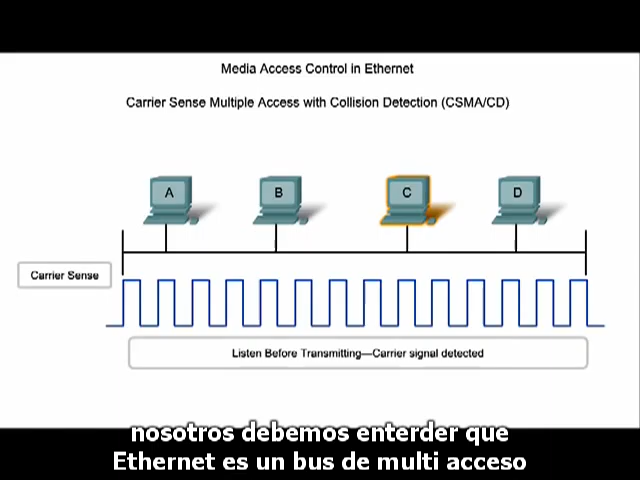 Media Access Control in Ethernet
Carrier Sense Multiple Access with Collision Detection (CSMA/CD)
A B C D
Carrier Sense
Listen Before Transmitting—Carrier signal detected
nosotros debemos enterder que
Ethernet es un bus de multi acceso